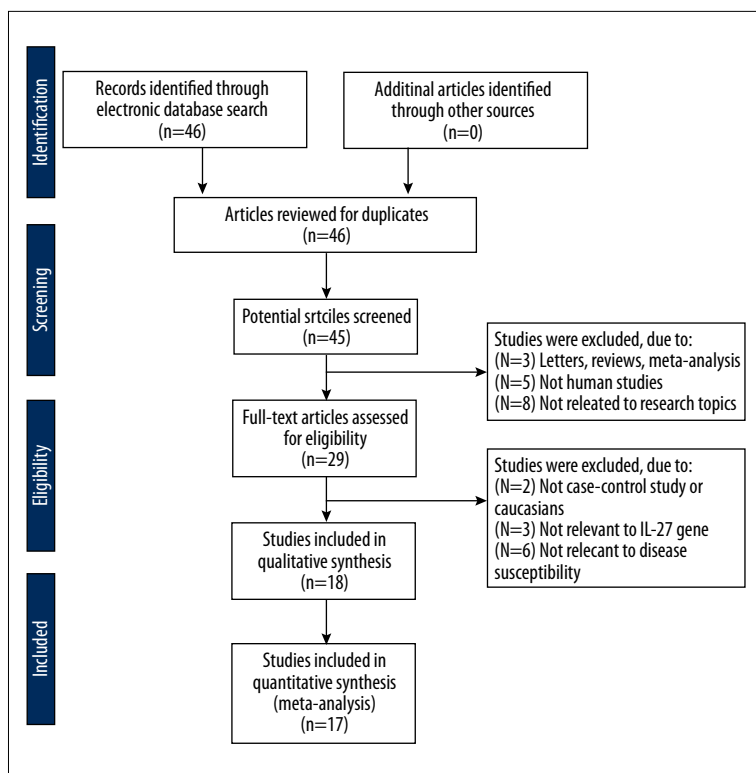 Identification
Records identified through
electronic database search
(n=46)
Additinal articles identified
through other sources
(n=0)
Articles reviewed for duplicates
(n=46)
Screening
Potential srtciles screened
(n=45)
Studies were excluded, due to:
(N=3) Letters, reviews, meta-analysis
(N=5) Not human studies
(N=8) Not releated to research topics
Eligibility
Full-text articles assessed
for eligibility
(n=29)
Studies were excluded, due to:
(N=2) Not case-control study or
caucasians
(N=3) Not relevant to IL-27 gene
(N=6) Not relecant to disease
susceptibility
Studies included in
qualitative synthesis
(n=18)
Included
Studies included in
quantitative synthesis
(meta-analysis)
(n=17)